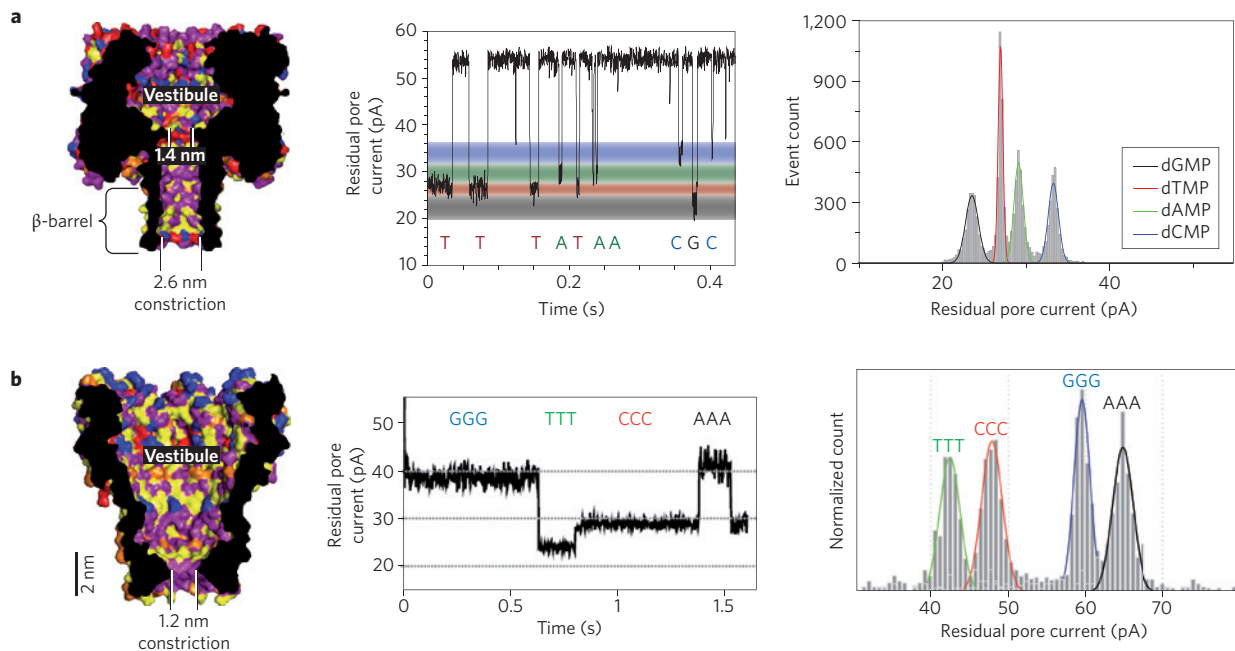 a
Vestibule
1.4 nm
β-barrel
2.6 nm
constriction
Residual pore
current (pA)
60
50
40
30
20
10
T T T A T A A C G C
0 0.2 0.4
Time (s)
Event count
1,200
900
600
300
0
dGMP
dTMP
dAMP
dCMP
20 40
Residual pore current (pA)
b
Vestibule
2 nm
1.2 nm
constriction
Residual pore
current (pA)
50
40
30
20
GGG TTT CCC AAA
0 0.5 1 1.5
Time (s)
Normalized count
TTT CCC GGG AAA
40 50 60 70
Residual pore current (pA)